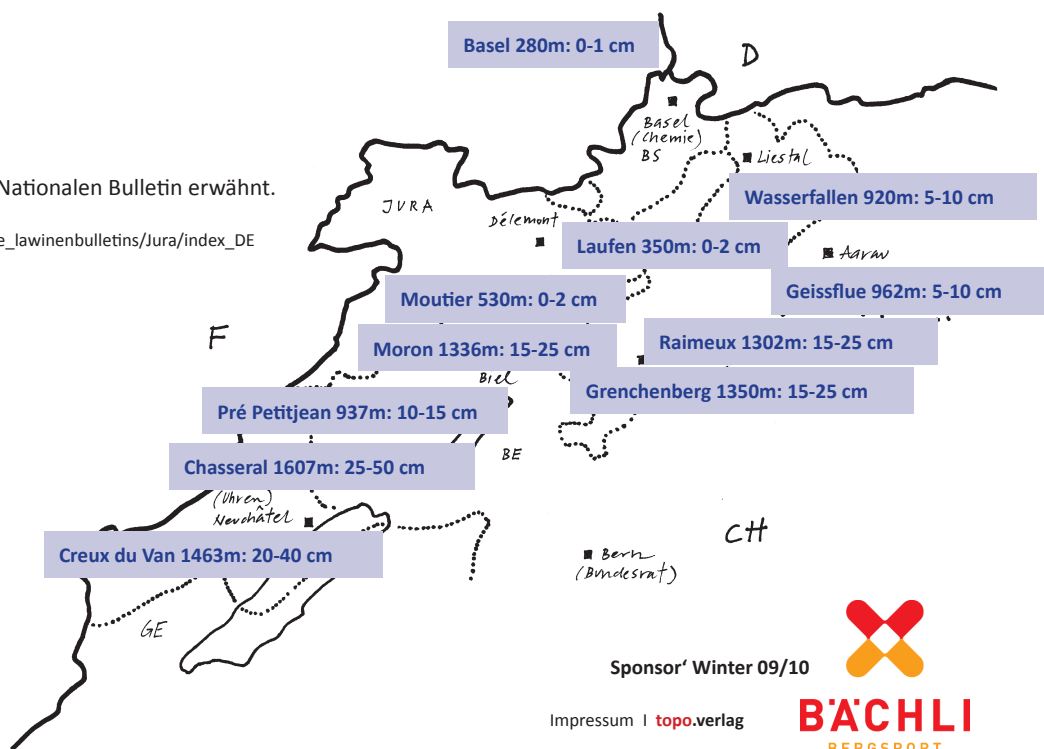 Basel 280m: 0-1 cm
D
Basel
(Chemie)
BS
Liestal
Nationalen Bulletin erwähnt.
Wasserfallen 920m: 5-10 cm
JURA
Délemont
e_lawinenbulletins/Jura/index_DE
Laufen 350m: 0-2 cm
Aarau
Moutier 530m: 0-2 cm
Geissflue 962m: 5-10 cm
F
Moron 1336m: 15-25 cm
Raimeux 1302m: 15-25 cm
Biel
Grenchenberg 1350m: 15-25 cm
Pré Petitjean 937m: 10-15 cm
BE
Chasseral 1607m: 25-50 cm
(Uhren)
Neuchâtel
CH
Creux du Van 1463m: 20-40 cm
Bern
(Bundesrat)
GE
Sponsor‘ Winter 09/10
Impressum I topo.verlag
BÄCHLI
BERGSPORT